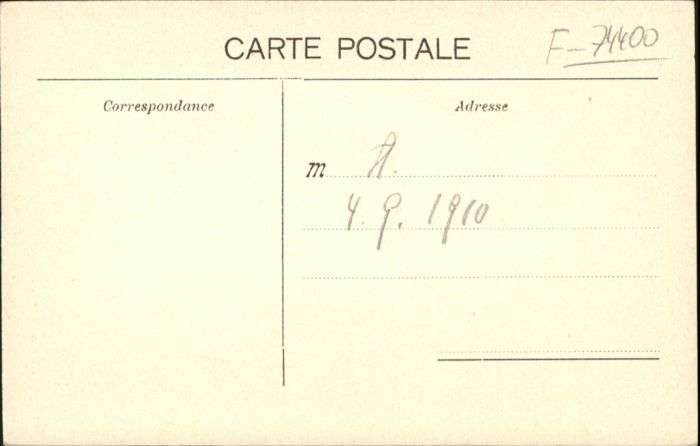 CARTE POSTALE
F-74400
Correspondance
Adresse
m A.
4. 9. 1910